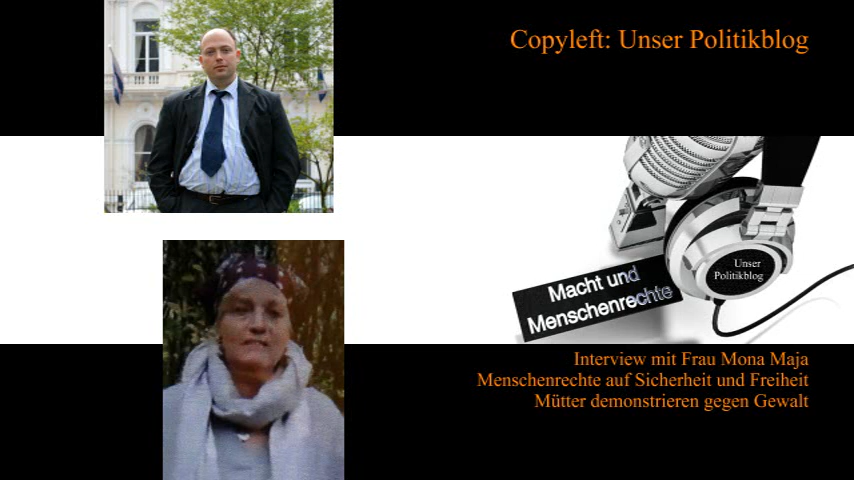 Copyleft: Unser Politikblog
Unser
Politikblog
Macht und
Menschenrechte
Interview mit Frau Mona Maja
Menschenrechte auf Sicherheit und Freiheit
Mütter demonstrieren gegen Gewalt